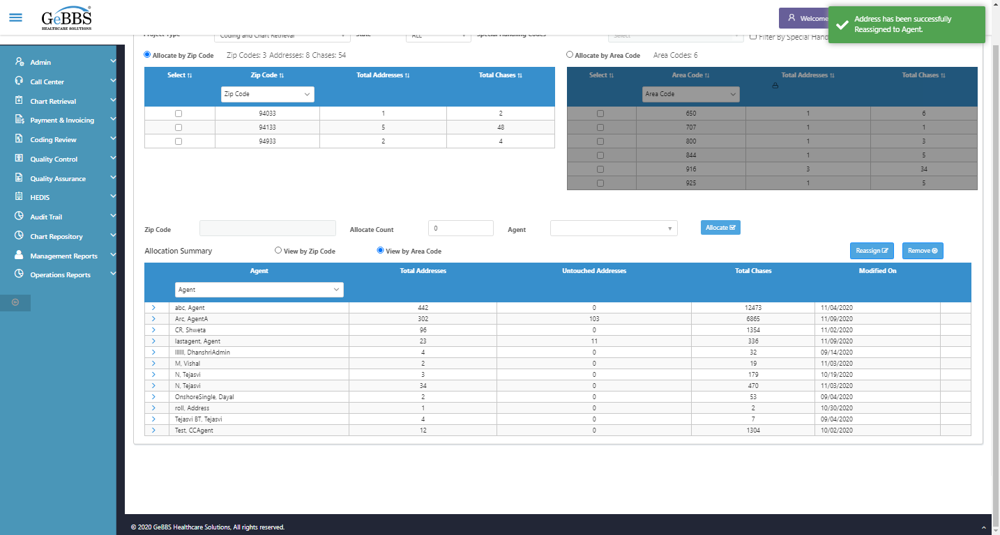 GeBBS
HEALTHCARE SOLUTIONS
Welcome
Address has been successfully
Reassigned to Agent.
Project Type Coding and Chart Retrieval State ALL Special Handling Codes Select Filter By Special Hand
Admin
Call Center
Chart Retrieval
Payment & Invoicing
Coding Review
Quality Control
Quality Assurance
HEDIS
Audit Trail
Chart Repository
Management Reports
Operations Reports
Allocate by Zip Code Zip Codes: 3 Addresses: 8 Chases: 54
Select Zip Code Total Addresses Total Chases
Zip Code
94033 1 2
94133 5 48
94933 2 4
Allocate by Area Code Area Codes: 6
Select Area Code Total Addresses Total Chases
Area Code
650 1 6
707 1 1
800 1 3
844 1 5
916 3 34
925 1 5
Zip Code Allocate Count 0 Agent Allocate
Allocation Summary View by Zip Code View by Area Code Reassign Remove
Agent Total Addresses Untouched Addresses Total Chases Modified On
Agent
abc, Agent 442 0 12473 11/04/2020
Arc, AgentA 302 103 6865 11/09/2020
CR, Shweta 96 0 1354 11/02/2020
lastagent, Agent 23 11 336 11/09/2020
DhanshriAdmin 4 0 32 09/14/2020
M, Vishal 2 0 19 11/03/2020
N, Tejasvi 3 0 179 10/19/2020
N, Tejasvi 34 0 470 11/03/2020
OnshoreSingle, Dayal 2 0 53 09/04/2020
roll, Address 1 0 2 10/30/2020
Tejasvi BT, Tejasvi 4 0 7 09/04/2020
Test, CCAgent 12 0 1304 10/02/2020
© 2020 GeBBS Healthcare Solutions, All rights reserved.